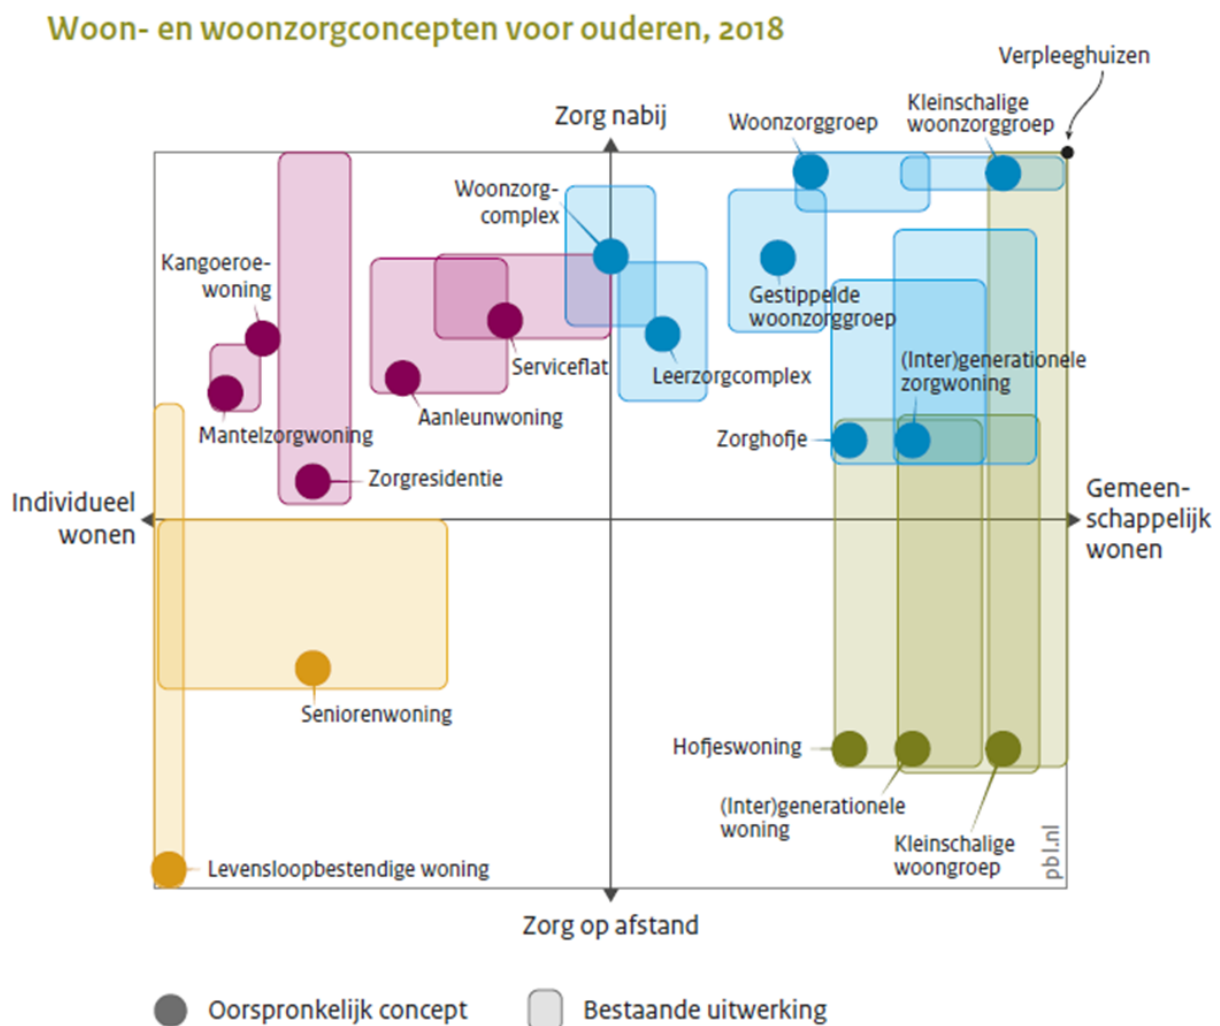 Woon- en woonzorgconcepten voor ouderen, 2018
Verpleeghuizen
Zorg nabij
Woonzorggroep
Kleinschalige
woonzorggroep
Woonzorg-
complex
Kangoeroe-
woning
Gestippelde
woonzorggroep
Serviceflat
Leerzorgcomplex
(Inter)generationele
zorgwoning
Aanleunwoning
Mantelzorgwoning
Zorghofje
Zorgresidentie
Individueel
wonen
Gemeen-
schappelijk
wonen
Seniorenwoning
Hofjeswoning
(Inter)generationele
woning
Kleinschalige
woongroep
pbl.nl
Levensloopbestendige woning
Zorg op afstand
Oorspronkelijk concept
Bestaande uitwerking